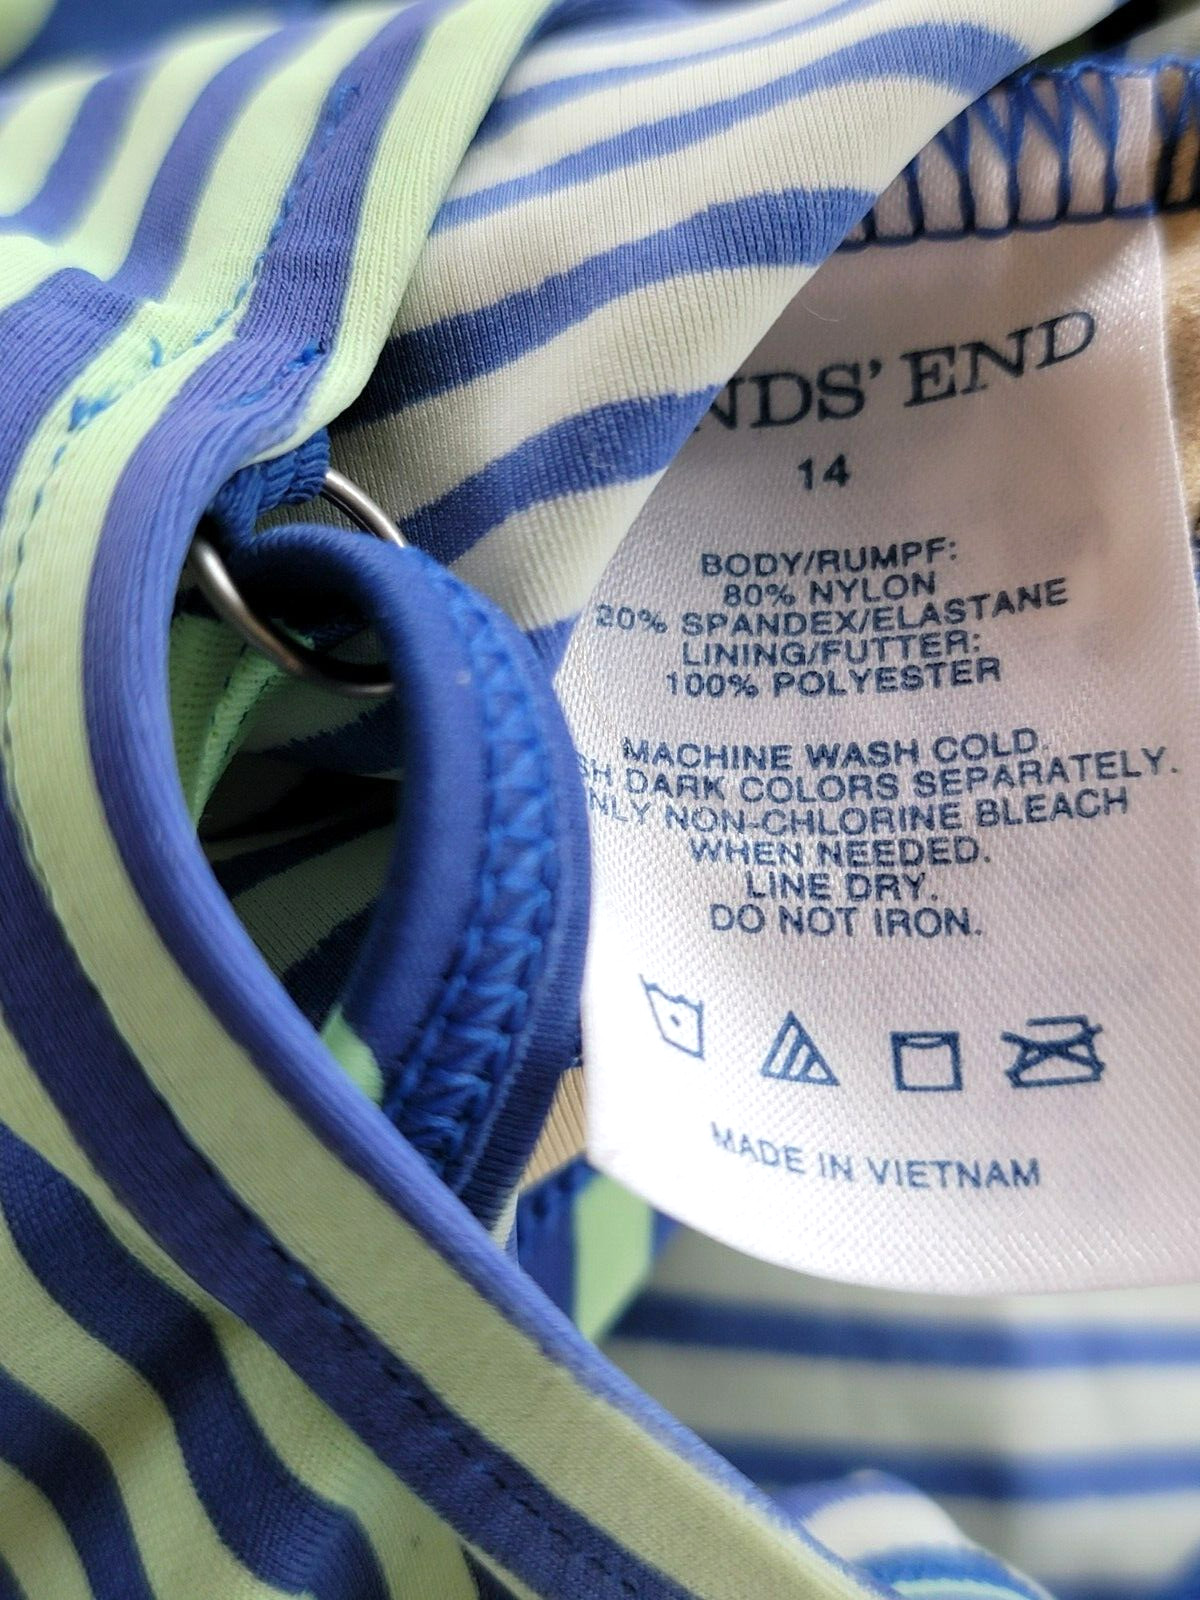 NDS' END
14
BODY/RUMPF:
80% NYLON
20% SPANDEX/ELASTANE
LINING/FUTTER:
100% POLYESTER
MACHINE WASH COLD.
SH DARK COLORS SEPARATELY.
NLY NON-CHLORINE BLEACH
WHEN NEEDED.
LINE DRY.
DO NOT IRON.
MADE IN VIETNAM